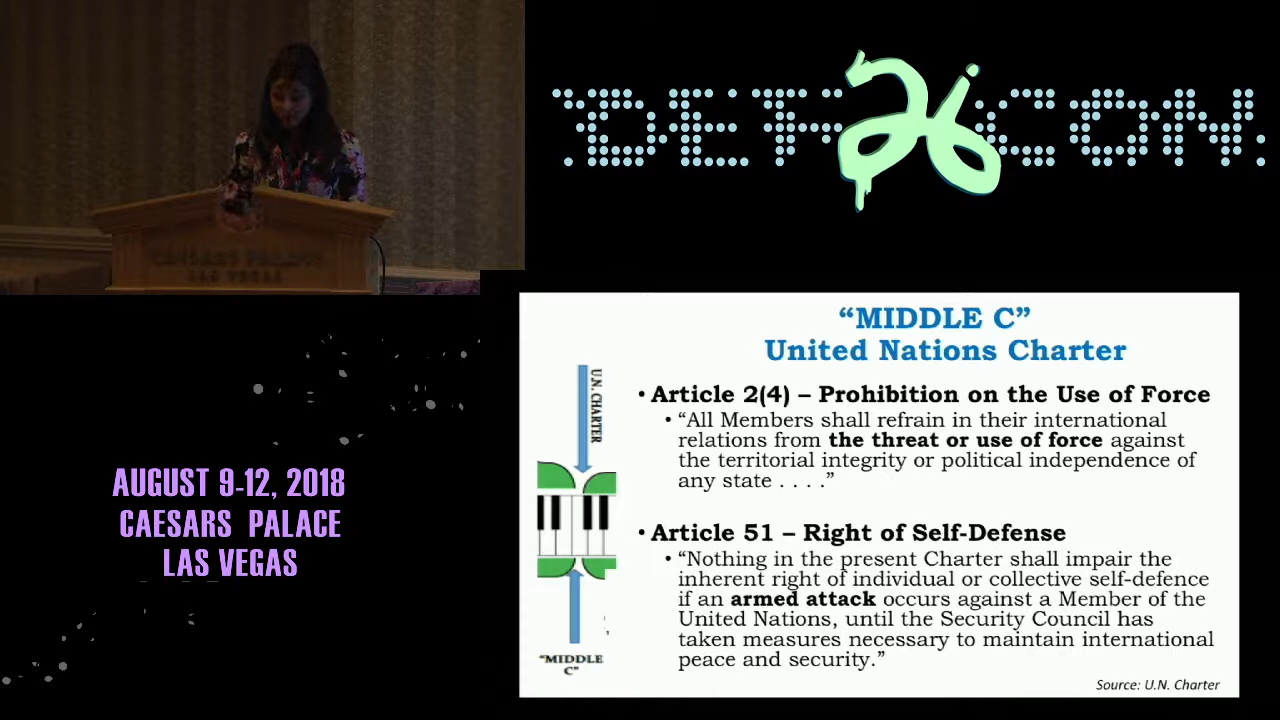 DEF CON
26
CAESARS PALACE
LAS VEGAS
AUGUST 9-12, 2018
CAESARS PALACE
LAS VEGAS
“MIDDLE C”
United Nations Charter
U.N. CHARTER
“MIDDLE
C”
• Article 2(4) – Prohibition on the Use of Force
• “All Members shall refrain in their international
relations from the threat or use of force against
the territorial integrity or political independence of
any state . . . .”
• Article 51 – Right of Self-Defense
• “Nothing in the present Charter shall impair the
inherent right of individual or collective self-defence
if an armed attack occurs against a Member of the
United Nations, until the Security Council has
taken measures necessary to maintain international
peace and security.”
Source: U.N. Charter